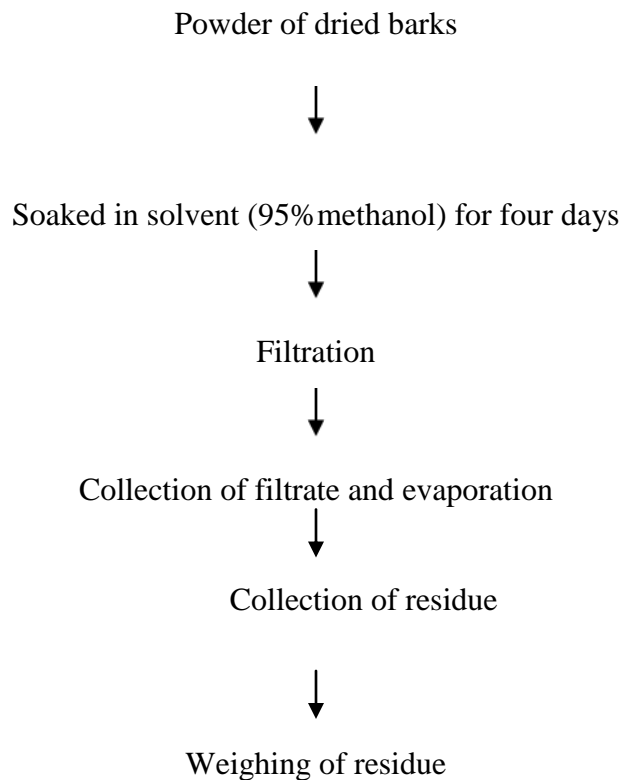 Powder of dried barks
Soaked in solvent (95% methanol) for four days
Filtration
Collection of filtrate and evaporation
Collection of residue
Weighing of residue